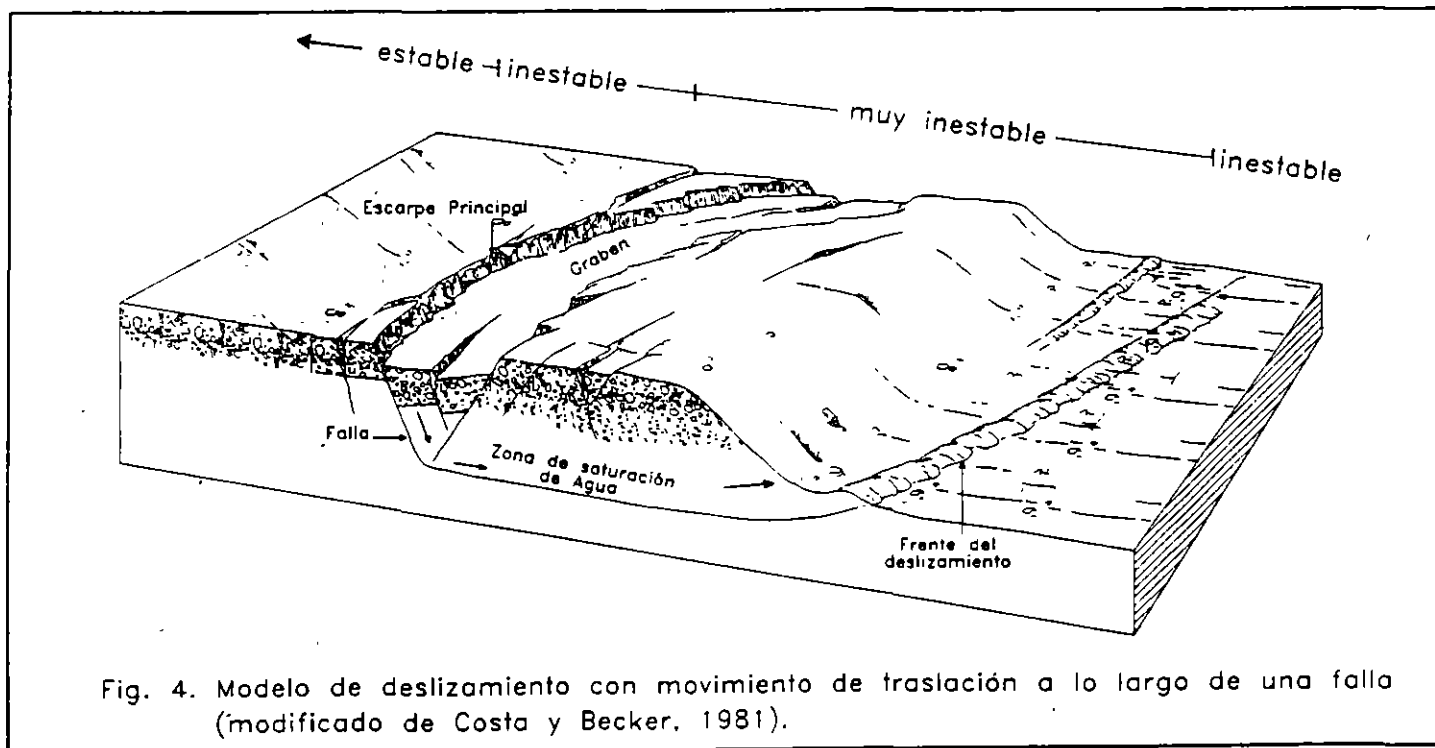 estable inestable
muy inestable
inestable
Escarpe Principal
Graben
Falla
Zona de saturación
de Agua
Frente del
deslizamiento
Fig. 4. Modelo de deslizamiento con movimiento de traslación a lo largo de una falla
(modificado de Costa y Becker, 1981).